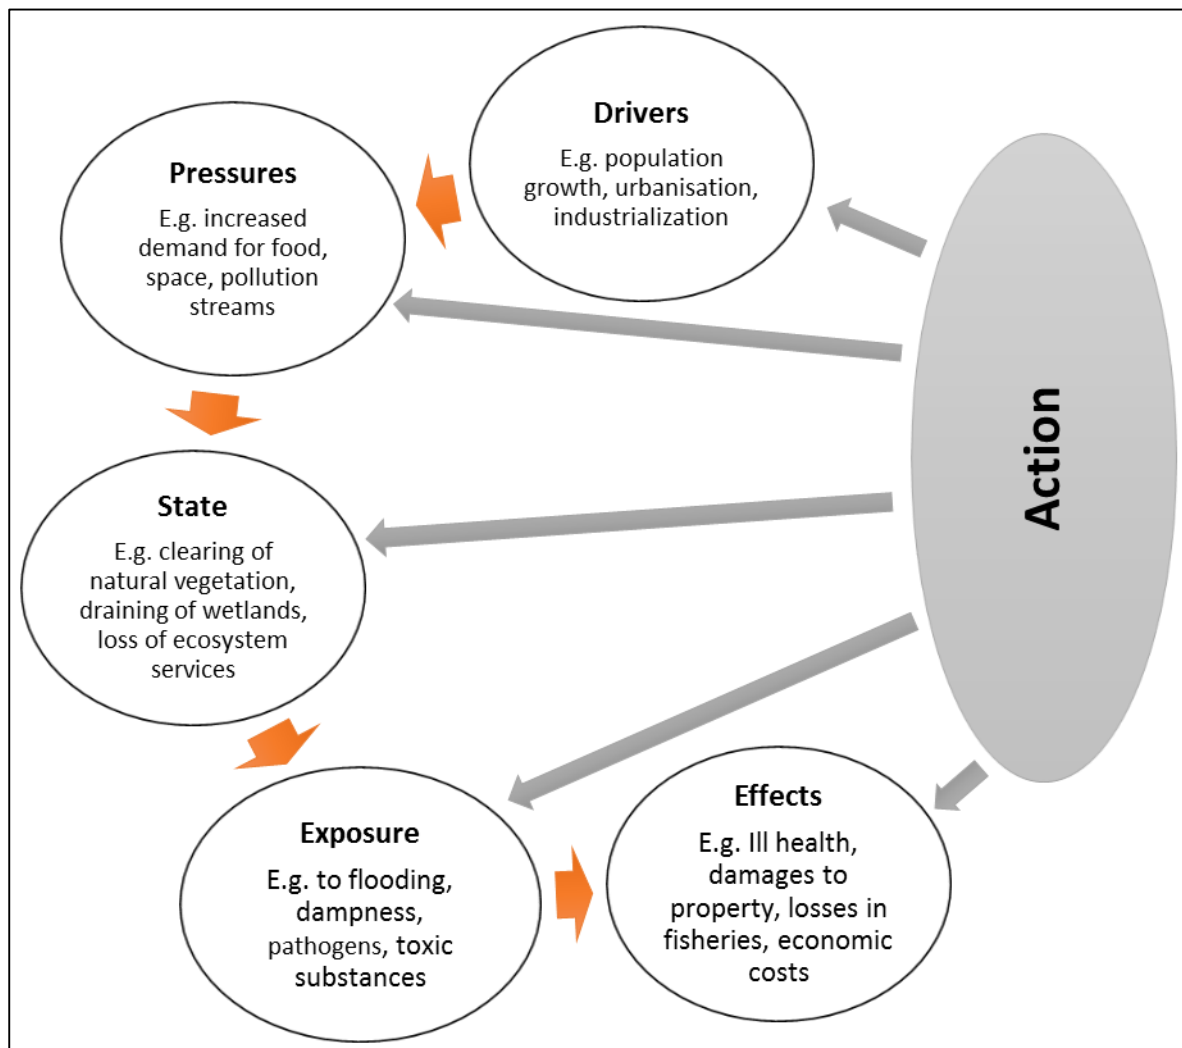 Drivers
E.g. population
growth, urbanisation,
industrialization
Pressures
E.g. increased
demand for food,
space, pollution
streams
State
E.g. clearing of
natural vegetation,
draining of wetlands,
loss of ecosystem
services
Exposure
E.g. to flooding,
dampness,
pathogens, toxic
substances
Effects
E.g. Ill health,
damages to
property, losses in
fisheries, economic
costs
Action